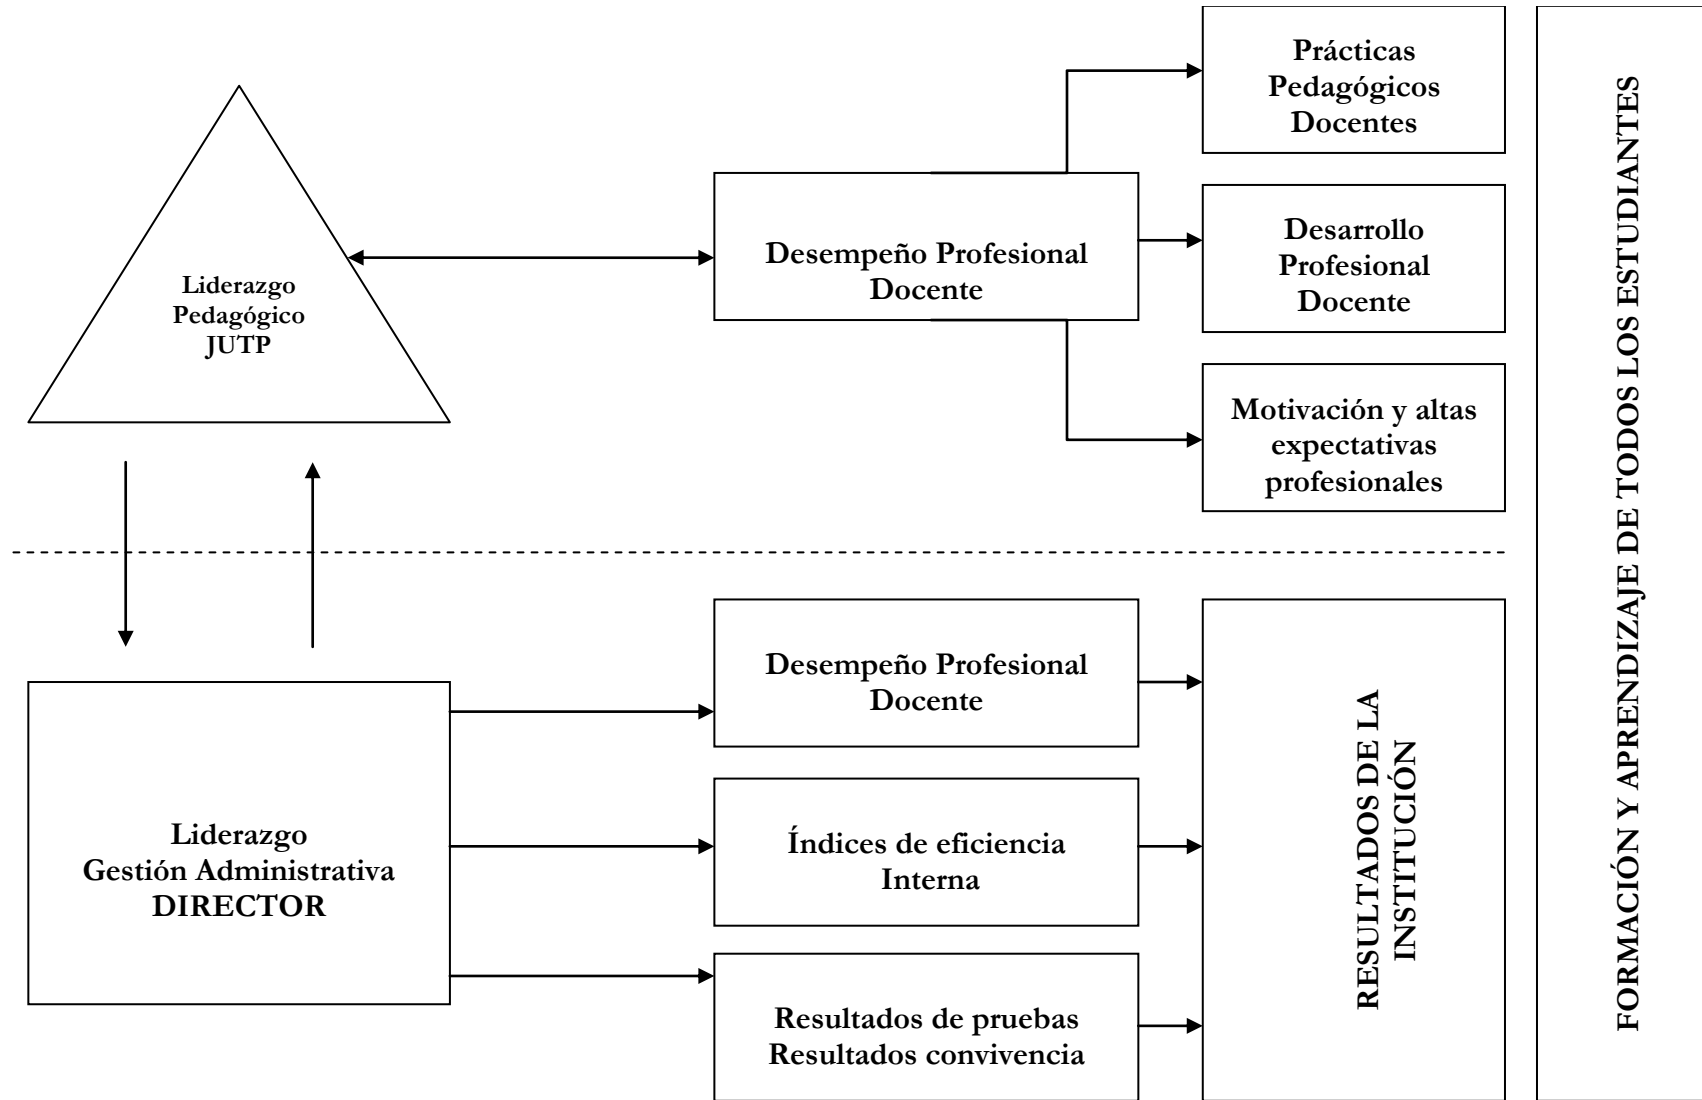 Prácticas
Pedagógicos
Docentes
Liderazgo
Pedagógico
JUTP
Desempeño Profesional
Docente
Desarrollo
Profesional
Docente
Motivación y altas
expectativas
profesionales
Liderazgo
Gestión Administrativa
DIRECTOR
Desempeño Profesional
Docente
Índices de eficiencia
Interna
Resultados de pruebas
Resultados convivencia
RESULTADOS DE LA
INSTITUCIÓN
FORMACIÓN Y APRENDIZAJE DE TODOS LOS ESTUDIANTES